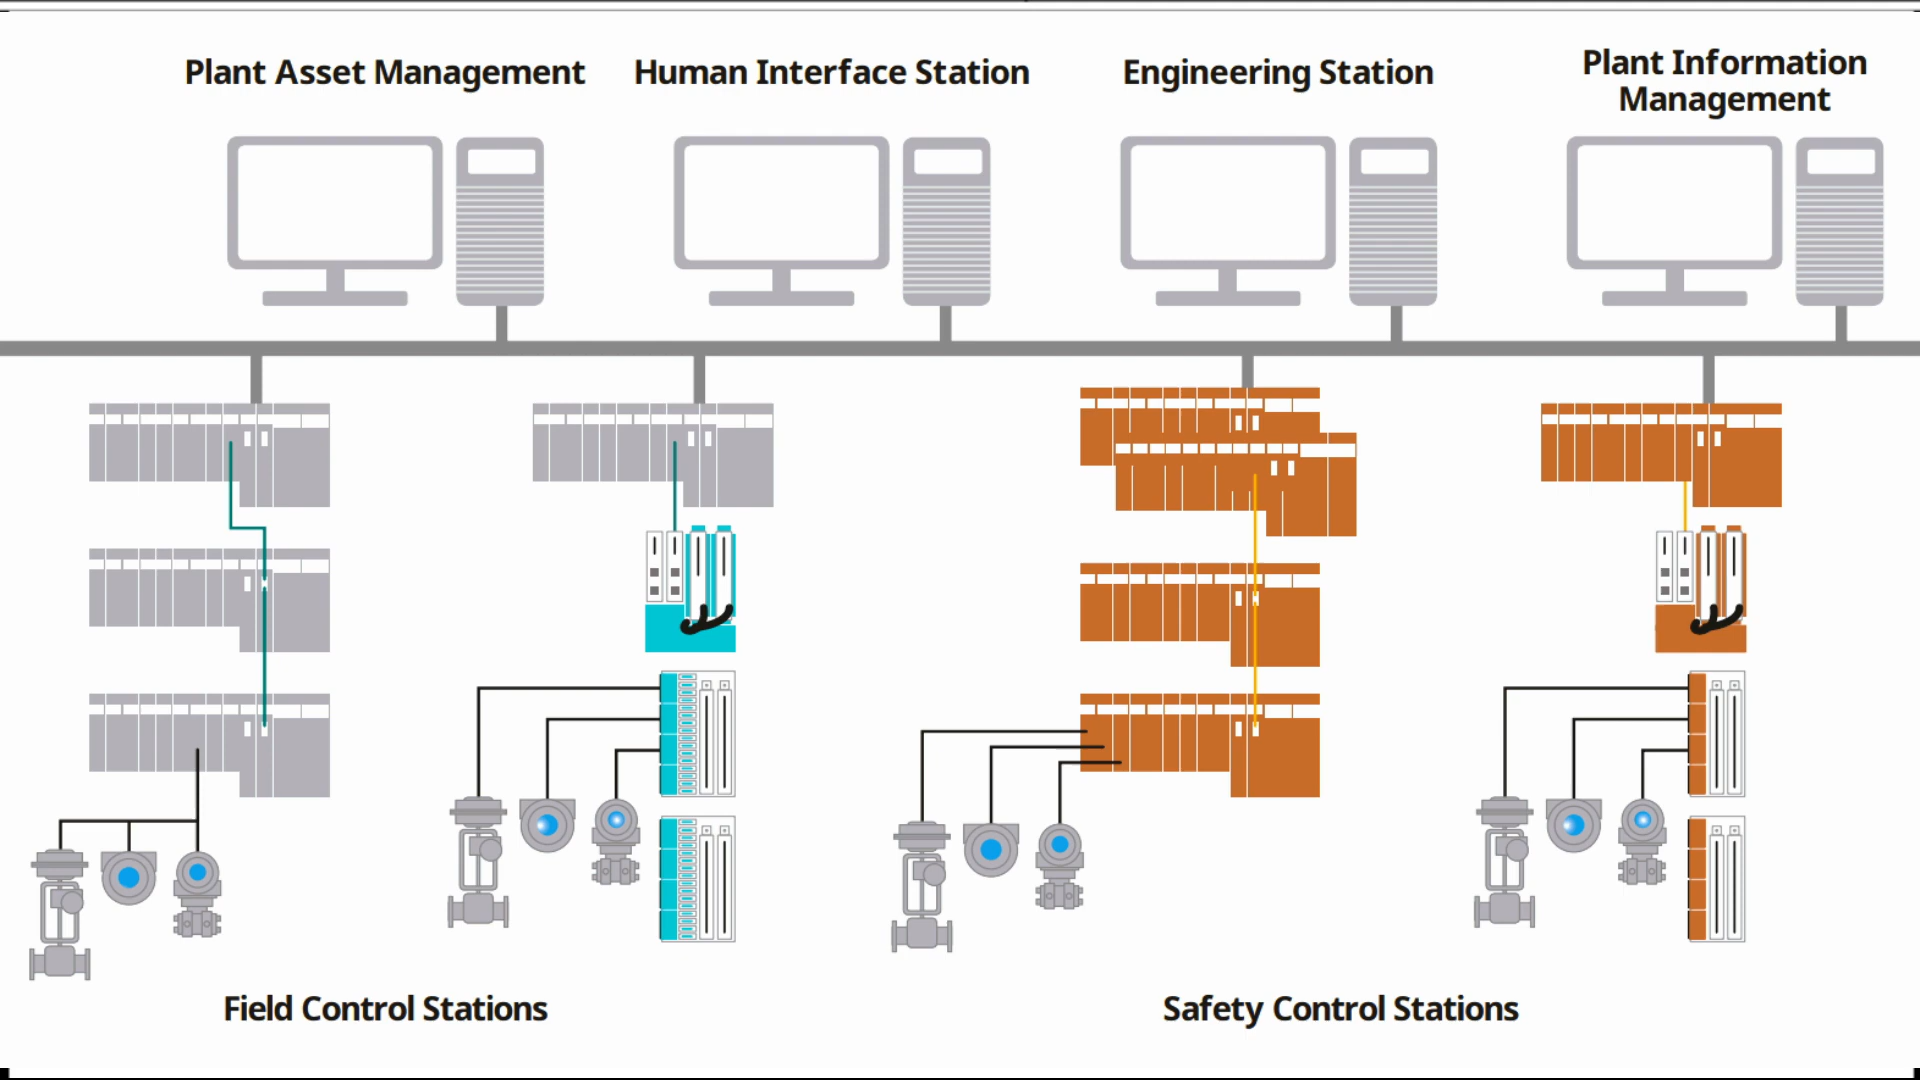 Plant Asset Management
Human Interface Station
Engineering Station
Plant Information
Management
Field Control Stations
Safety Control Stations